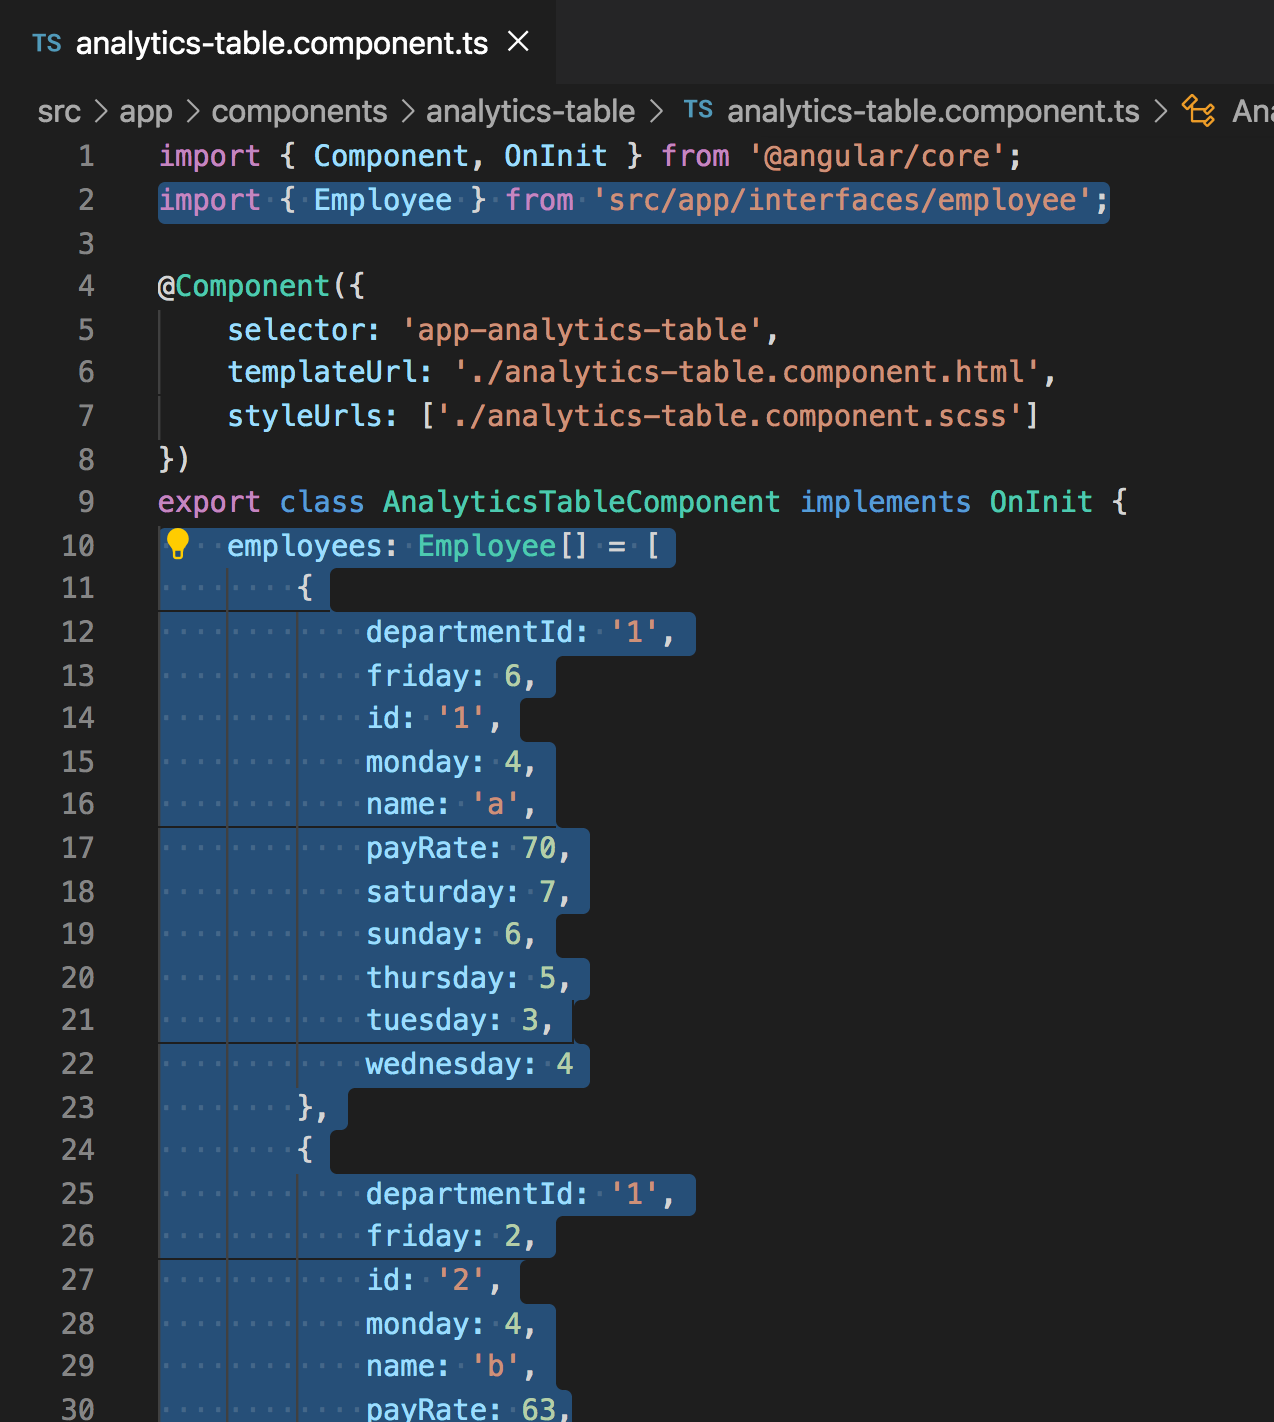 TS analytics-table.component.ts ×
src > app > components > analytics-table > TS analytics-table.component.ts > Ana
1 import { Component, OnInit } from '@angular/core';
2 import { Employee } from 'src/app/interfaces/employee';
3
4 @Component({
5 selector: 'app-analytics-table',
6 templateUrl: './analytics-table.component.html',
7 styleUrls: ['./analytics-table.component.scss']
8 })
9 export class AnalyticsTableComponent implements OnInit {
10 employees: Employee[] = [
11 {
12 departmentId: '1',
13 friday: 6,
14 id: '1',
15 monday: 4,
16 name: 'a',
17 payRate: 70,
18 saturday: 7,
19 sunday: 6,
20 thursday: 5,
21 tuesday: 3,
22 wednesday: 4
23 },
24 {
25 departmentId: '1',
26 friday: 2,
27 id: '2',
28 monday: 4,
29 name: 'b',
30 payRate: 63,